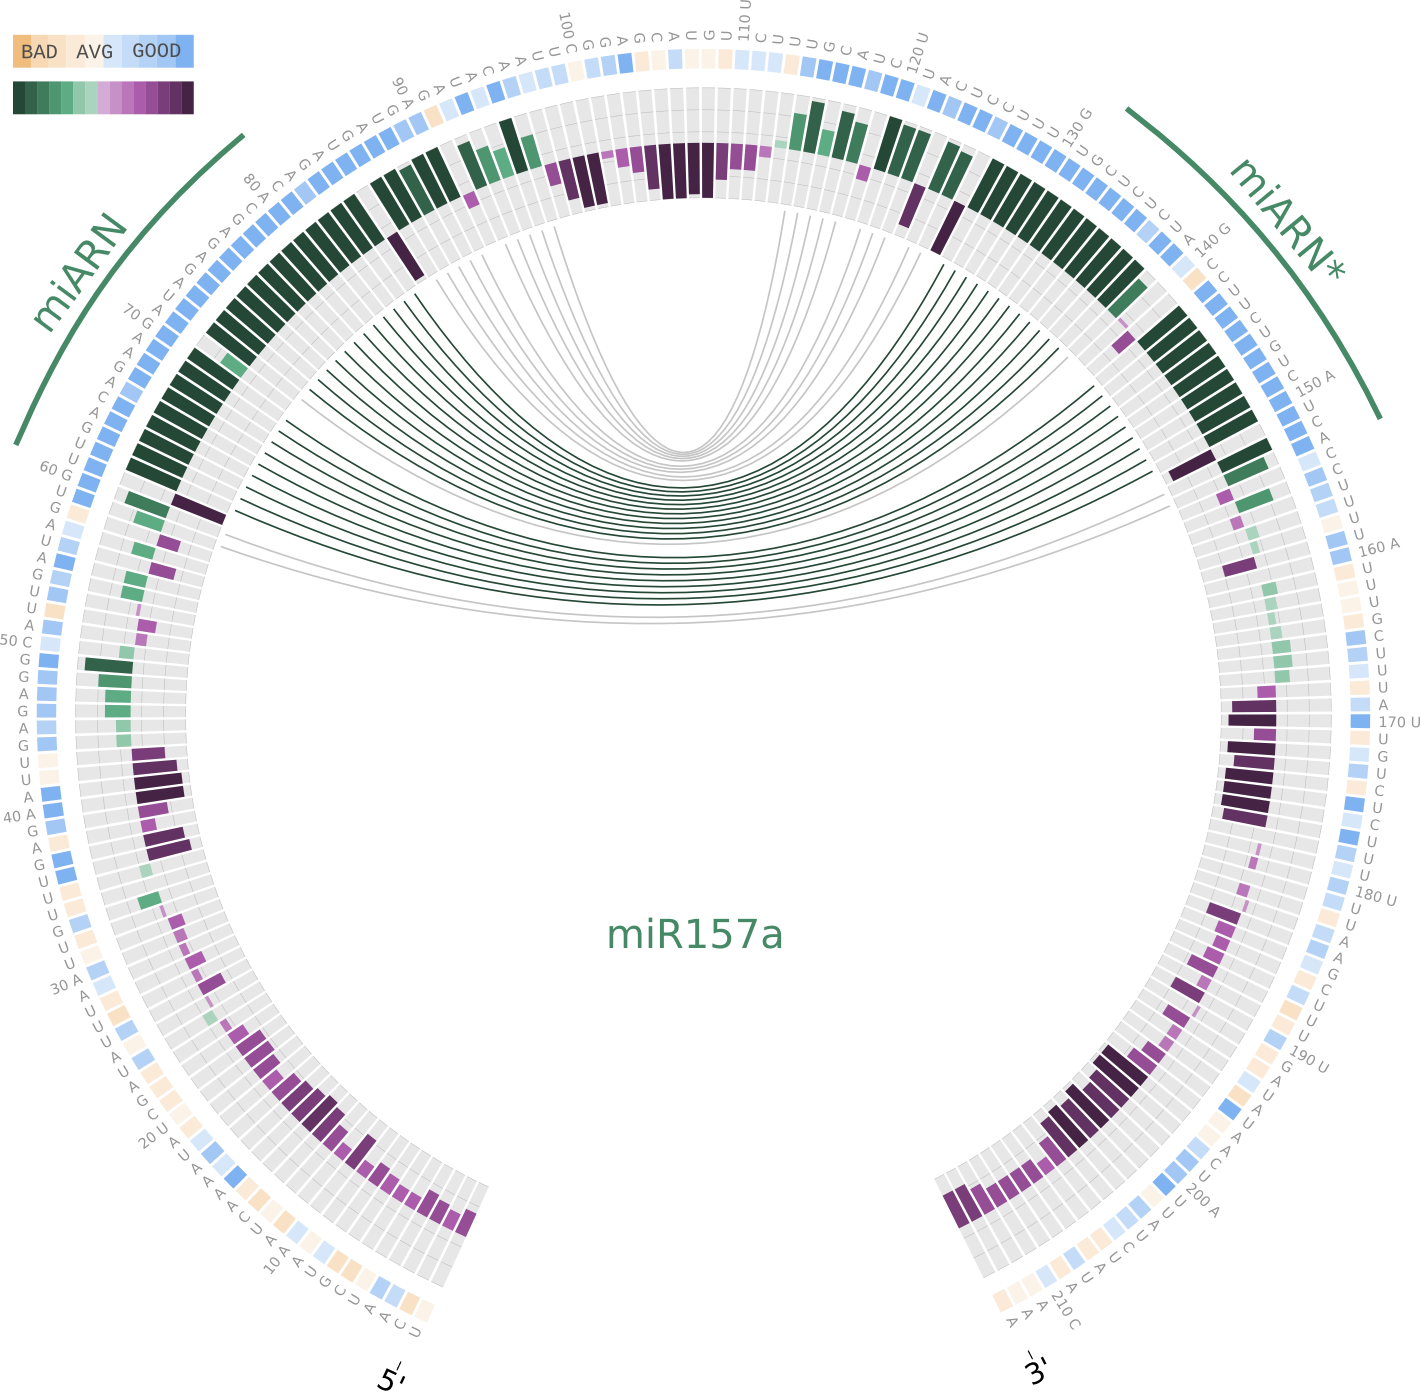 BAD AVG GOOD
miARN
miARN*
miR157a
5'-
U C A A U C G U A
10 A
A U C A A A U A U
20 C
G A U A U U U A A
30 A
U U G U U U G A G
40 A
A U U G A G A G G
50 C
A U U G A U A G U
60 G
U U G A C A G A A
70 G
A U A G A G A G C
80 A
C A G A U G A U G
90 A
G A U A C A A U U
100 C
G G A G C A U G U
110 U
C U U U G C A U C
120 U
U A C U C C U U U
130 G
U G C U C U C U A
140 G
C C U U C U G U C
150 A
U C A C C U U U U
160 A
U U U G C U U U A
170 U
U G U C U C U U U
180 U
U A A G C U U U
190 U
G A U A U A A C U
200 A
U U A U C U A U A
210 C
A A A
-3'